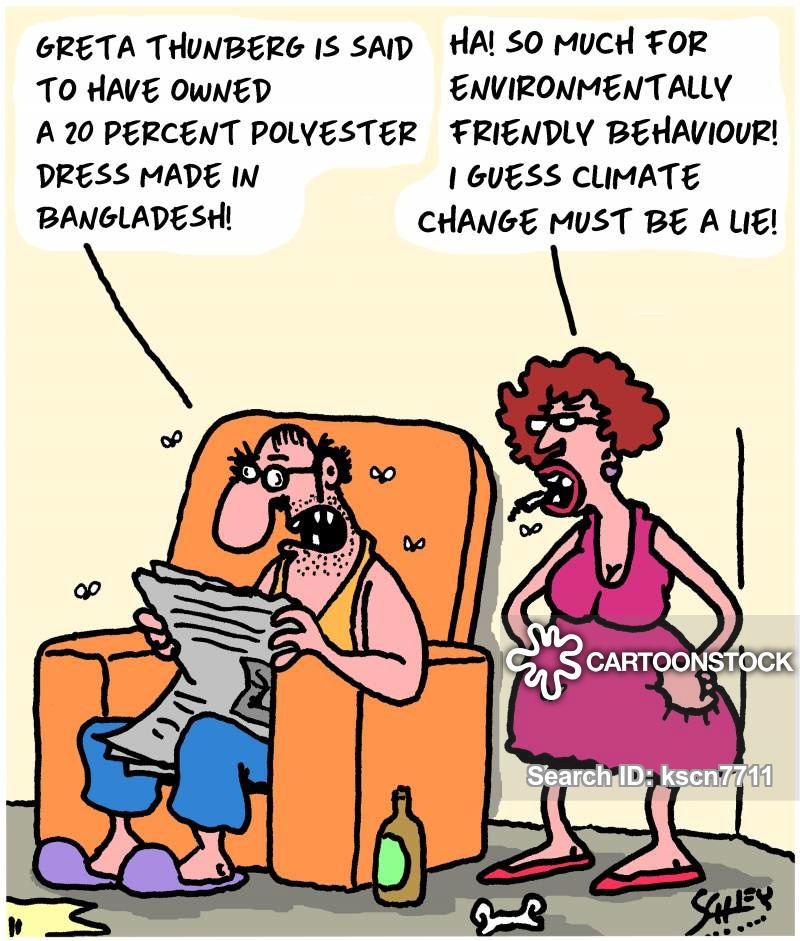 GRETA THUNBERG IS SAID
TO HAVE OWNED
A 20 PERCENT POLYESTER
DRESS MADE IN
BANGLADESH!
HA! SO MUCH FOR
ENVIRONMENTALLY
FRIENDLY BEHAVIOUR!
I GUESS CLIMATE
CHANGE MUST BE A LIE!
CARTOONSTOCK
Search ID: kscn7711
SCHLEY